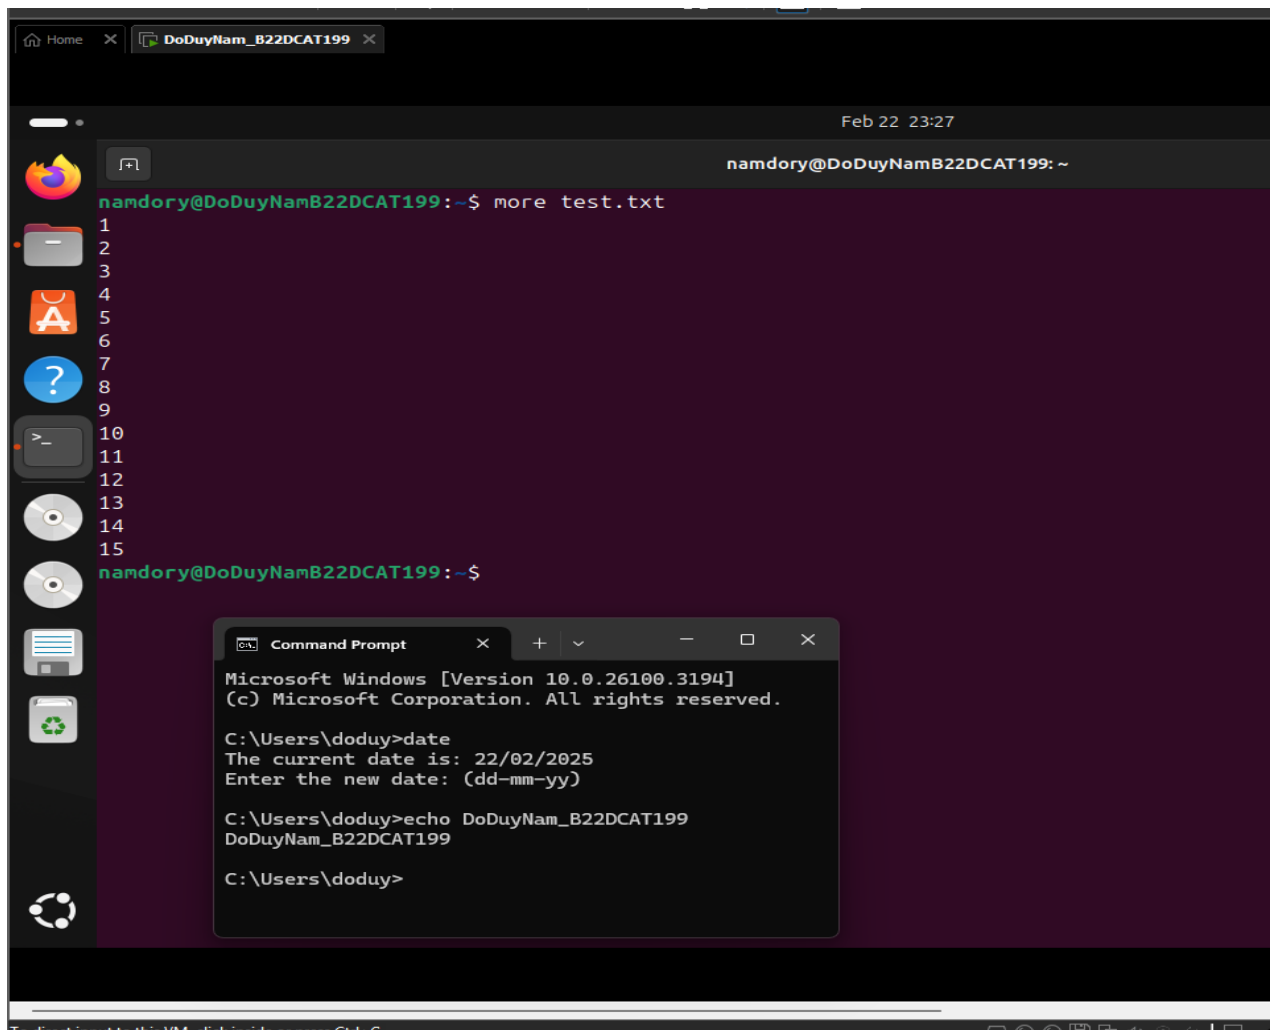 Home
DoDuyNam_B22DCAT199
Feb 22 23:27
namdory@DoDuyNamB22DCAT199: ~
namdory@DoDuyNamB22DCAT199:~$ more test.txt
1
2
3
4
5
6
7
8
9
10
11
12
13
14
15
namdory@DoDuyNamB22DCAT199:~$
Command Prompt
Microsoft Windows [Version 10.0.26100.3194]
(c) Microsoft Corporation. All rights reserved.
C:\Users\doduy>date
The current date is: 22/02/2025
Enter the new date: (dd-mm-yy)
C:\Users\doduy>echo DoDuyNam_B22DCAT199
DoDuyNam_B22DCAT199
C:\Users\doduy>